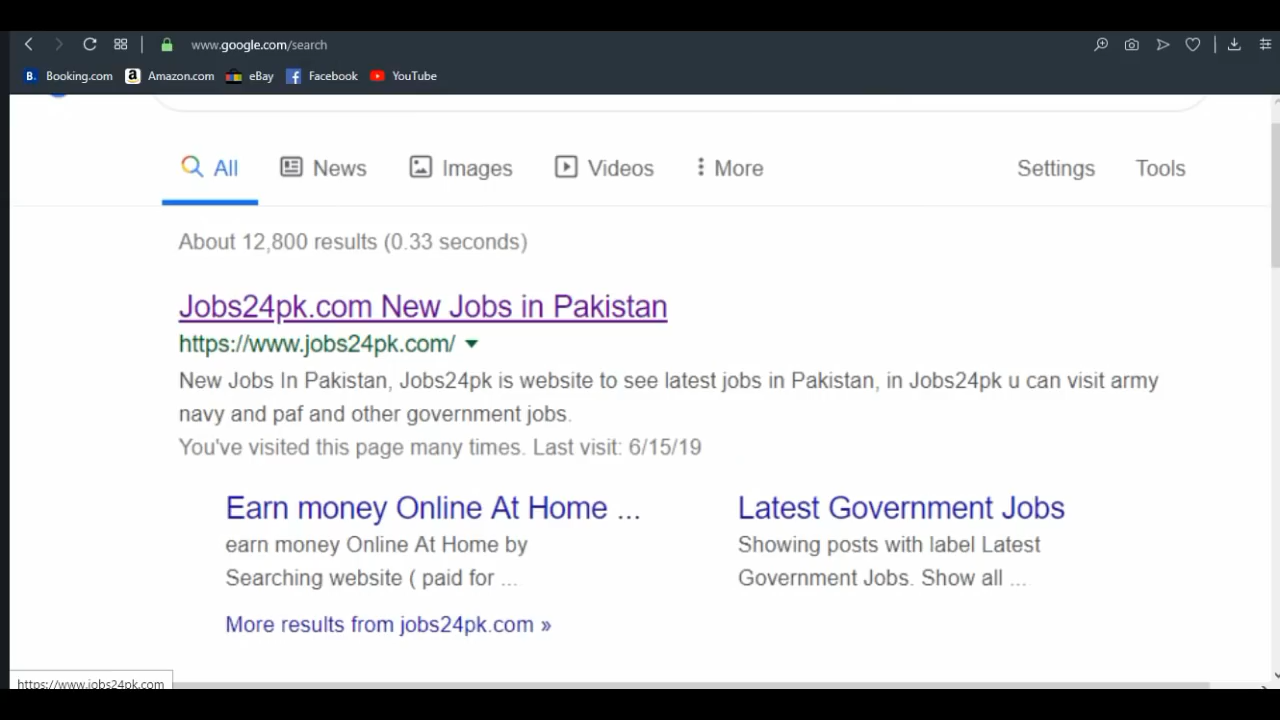 www.google.com/search
B. Booking.com a Amazon.com eBay Facebook YouTube
All News Images Videos More Settings Tools
About 12,800 results (0.33 seconds)
Jobs24pk.com New Jobs in Pakistan
https://www.jobs24pk.com/
New Jobs In Pakistan, Jobs24pk is website to see latest jobs in Pakistan, in Jobs24pk u can visit army
navy and paf and other government jobs.
You've visited this page many times. Last visit: 6/15/19
Earn money Online At Home ...
earn money Online At Home by
Searching website ( paid for ...
Latest Government Jobs
Showing posts with label Latest
Government Jobs. Show all ...
More results from jobs24pk.com »
https://www.jobs24pk.com